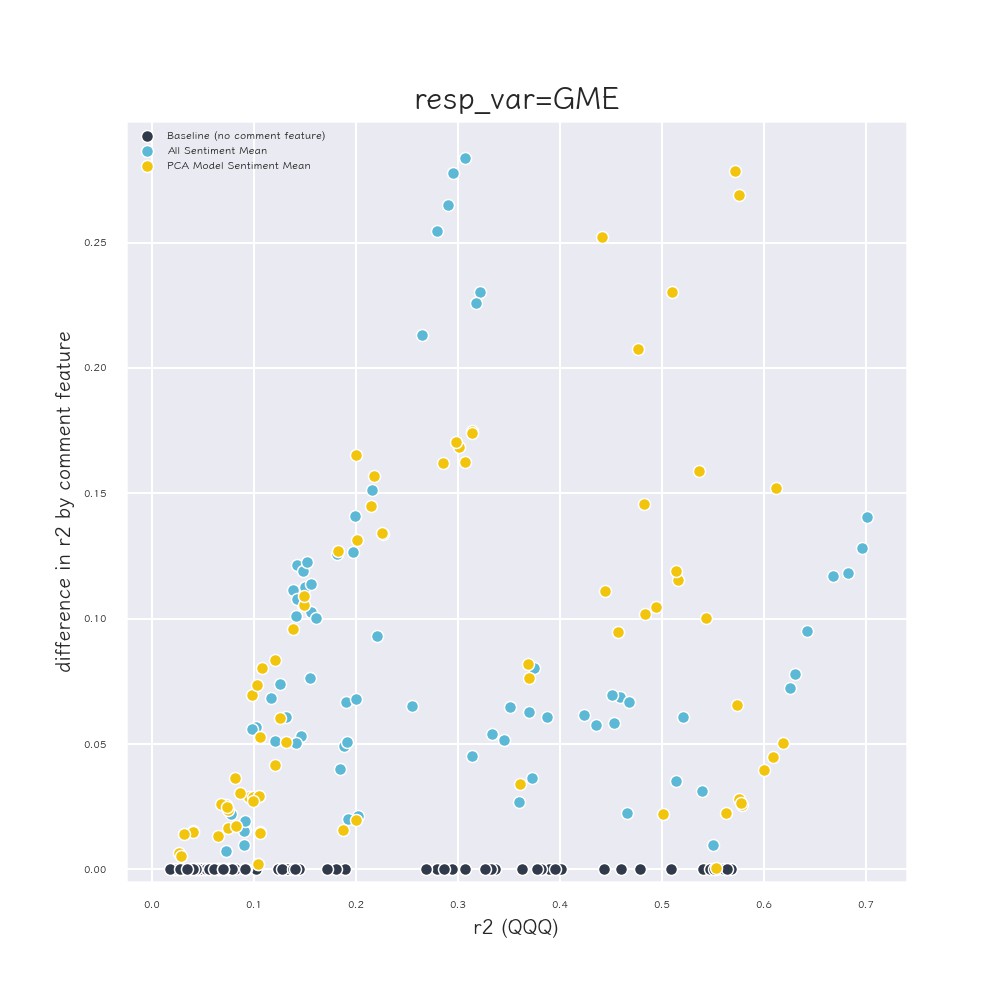 resp_var=GME
Baseline (no comment feature)
All Sentiment Mean
PCA Model Sentiment Mean
difference in r2 by comment feature
0.25
0.20
0.15
0.10
0.05
0.00
0.0 0.1 0.2 0.3 0.4 0.5 0.6 0.7
r2 (QQQ)